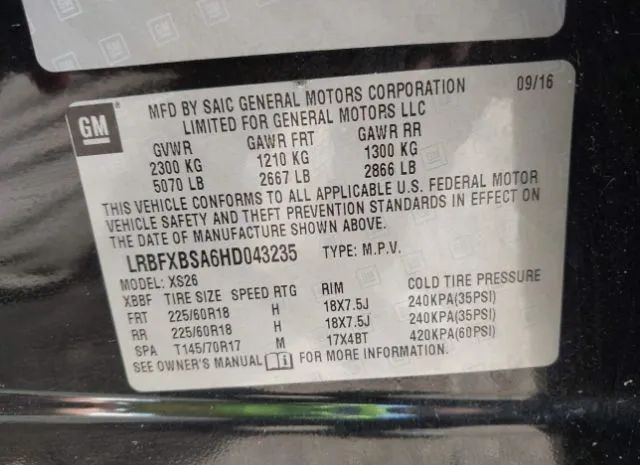 GM
MFD BY SAIC GENERAL MOTORS CORPORATION 09/16
LIMITED FOR GENERAL MOTORS LLC
GVWR GAWR FRT GAWR RR
2300 KG 1210 KG 1300 KG
5070 LB 2667 LB 2866 LB
THIS VEHICLE CONFORMS TO ALL APPLICABLE U.S. FEDERAL MOTOR
VEHICLE SAFETY AND THEFT PREVENTION STANDARDS IN EFFECT ON
THE DATE OF MANUFACTURE SHOWN ABOVE.
LRBFXBSA6HD043235 TYPE: M.P.V.
MODEL: XS26
XBBF TIRE SIZE SPEED RTG RIM COLD TIRE PRESSURE
FRT 225/60R18 H 18X7.5J 240KPA(35PSI)
RR 225/60R18 H 18X7.5J 240KPA(35PSI)
SPA T145/70R17 M 17X4BT 420KPA(60PSI)
SEE OWNER'S MANUAL i FOR MORE INFORMATION.